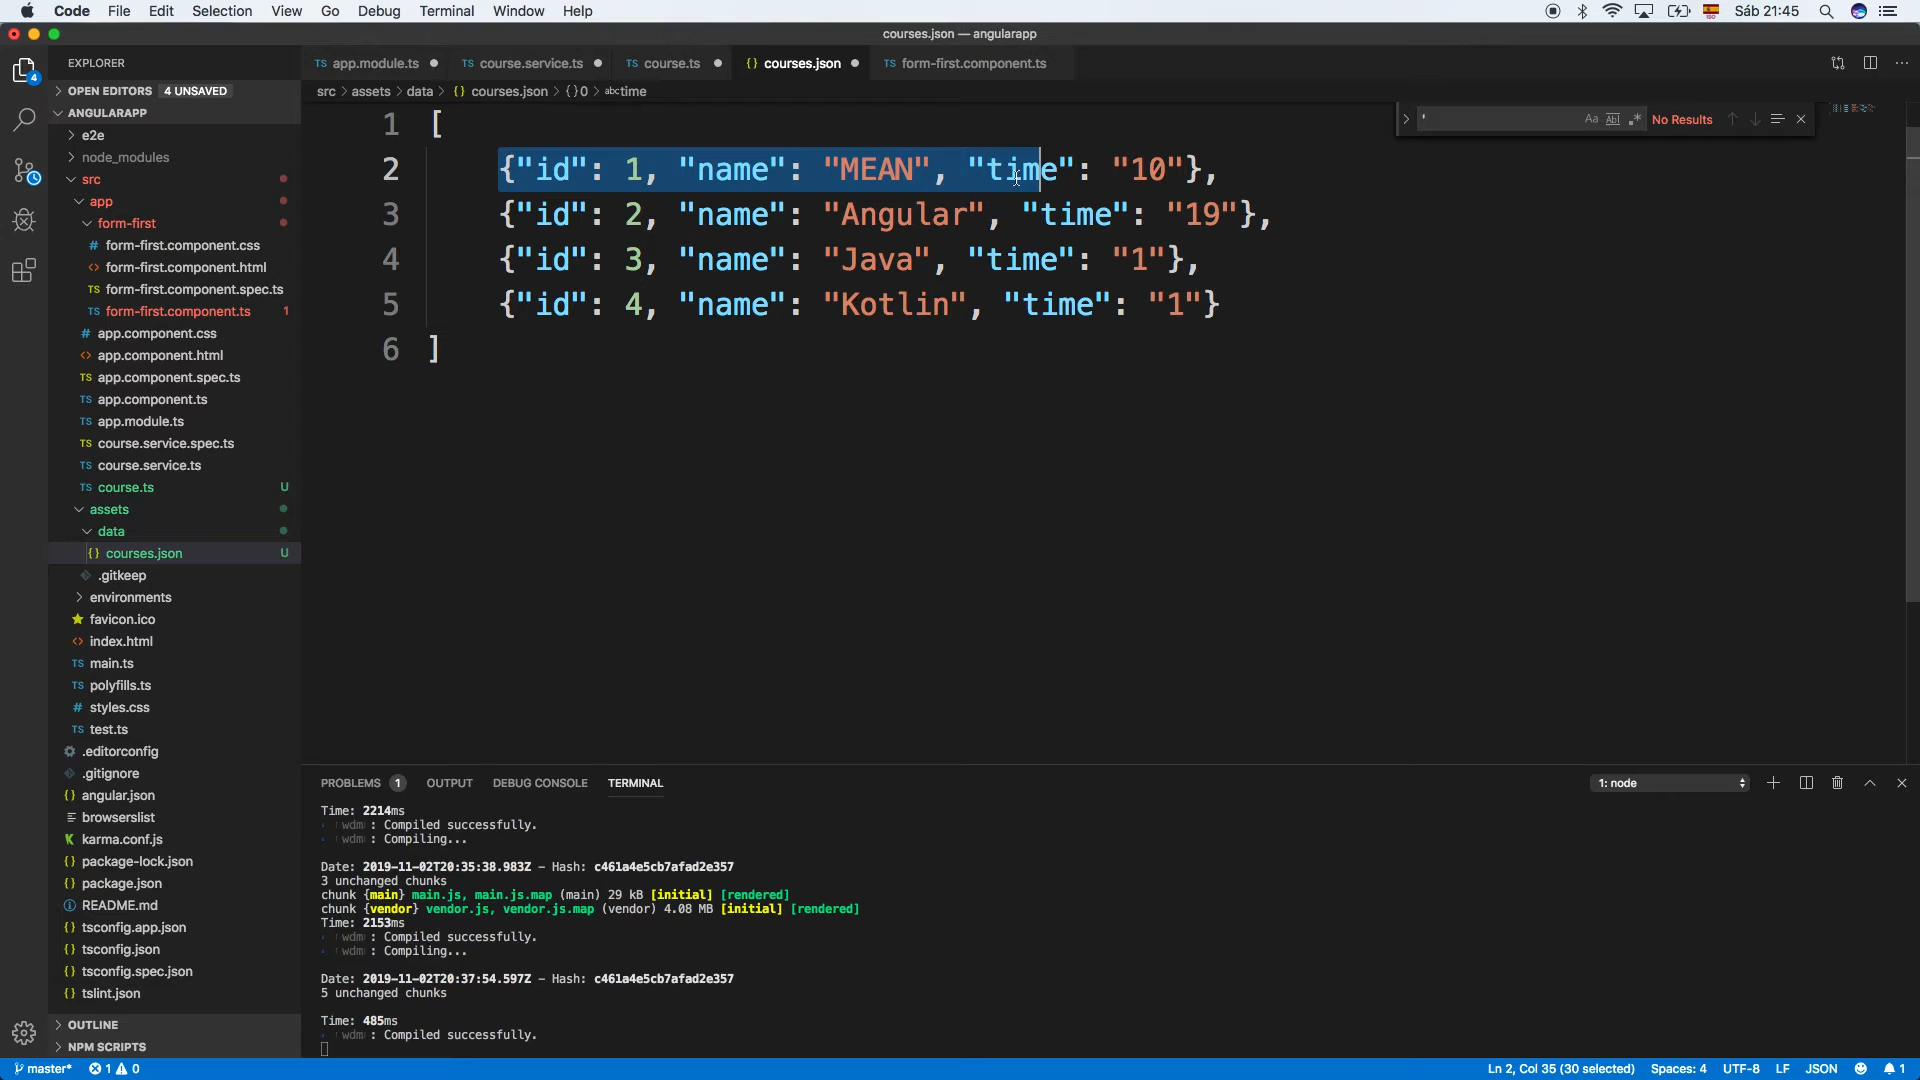 Code File Edit Selection View Go Debug Terminal Window Help
Sáb 21:45
courses.json — angularapp
EXPLORER
OPEN EDITORS 4 UNSAVED
ANGULARAPP
e2e
node_modules
src
app
form-first
form-first.component.css
form-first.component.html
form-first.component.spec.ts
form-first.component.ts 1
app.component.css
app.component.html
app.component.spec.ts
app.component.ts
app.module.ts
course.service.spec.ts
course.service.ts
course.ts U
assets
data
courses.json U
.gitkeep
environments
favicon.ico
index.html
main.ts
polyfills.ts
styles.css
test.ts
.editorconfig
.gitignore
angular.json
browserslist
karma.conf.js
package-lock.json
package.json
README.md
tsconfig.app.json
tsconfig.json
tsconfig.spec.json
tslint.json
OUTLINE
NPM SCRIPTS
TS app.module.ts TS course.service.ts TS course.ts {} courses.json TS form-first.component.ts
src > assets > data > {} courses.json > {} 0 > abc time
' Aa Abl .* No Results
1 [
2 {"id": 1, "name": "MEAN", "time": "10"},
3 {"id": 2, "name": "Angular", "time": "19"},
4 {"id": 3, "name": "Java", "time": "1"},
5 {"id": 4, "name": "Kotlin", "time": "1"}
6 ]
PROBLEMS 1 OUTPUT DEBUG CONSOLE TERMINAL
1: node
Time: 2214ms
wdm : Compiled successfully.
wdm : Compiling...
Date: 2019-11-02T20:35:38.983Z - Hash: c461a4e5cb7afad2e357
3 unchanged chunks
chunk {main} main.js, main.js.map (main) 29 kB [initial] [rendered]
chunk {vendor} vendor.js, vendor.js.map (vendor) 4.08 MB [initial] [rendered]
Time: 2153ms
wdm : Compiled successfully.
wdm : Compiling...
Date: 2019-11-02T20:37:54.597Z - Hash: c461a4e5cb7afad2e357
5 unchanged chunks
Time: 485ms
wdm : Compiled successfully.
master* 1 0
Ln 2, Col 35 (30 selected) Spaces: 4 UTF-8 LF JSON 1